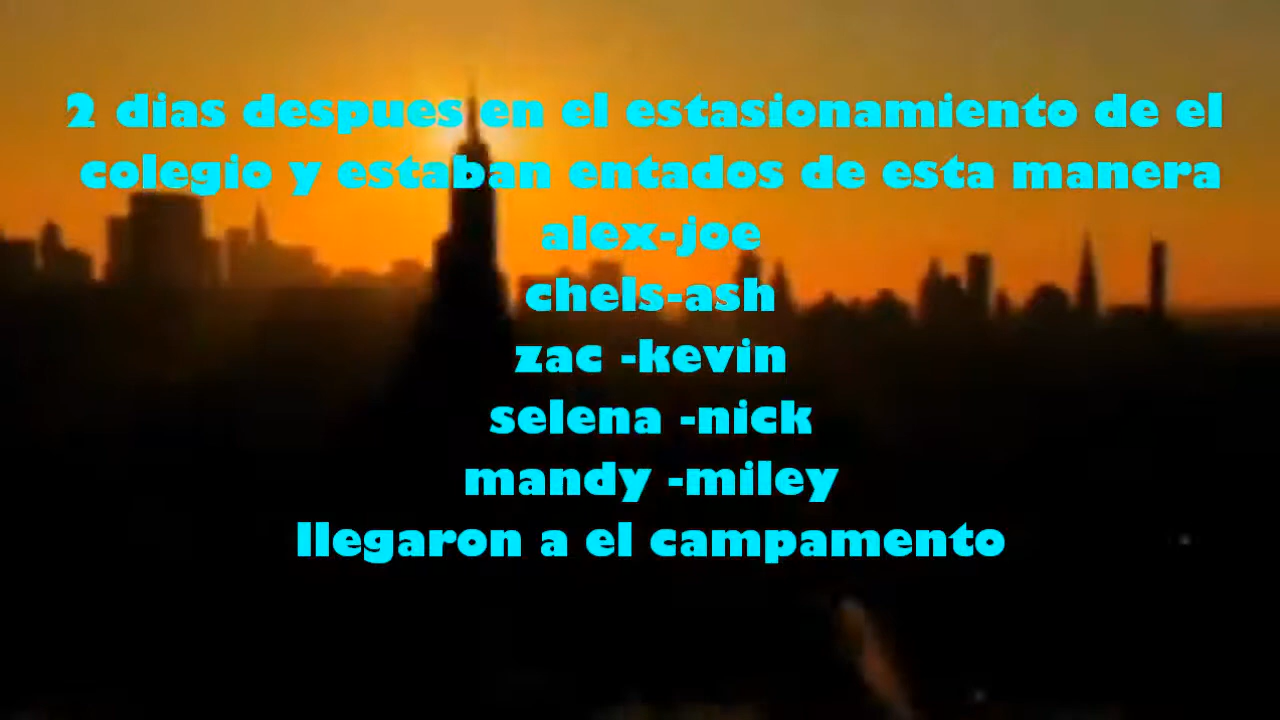 2 dias despues en el estasionamiento de el
colegio y estaban entados de esta manera
alex-joe
chels-ash
zac -kevin
selena -nick
mandy -miley
llegaron a el campamento